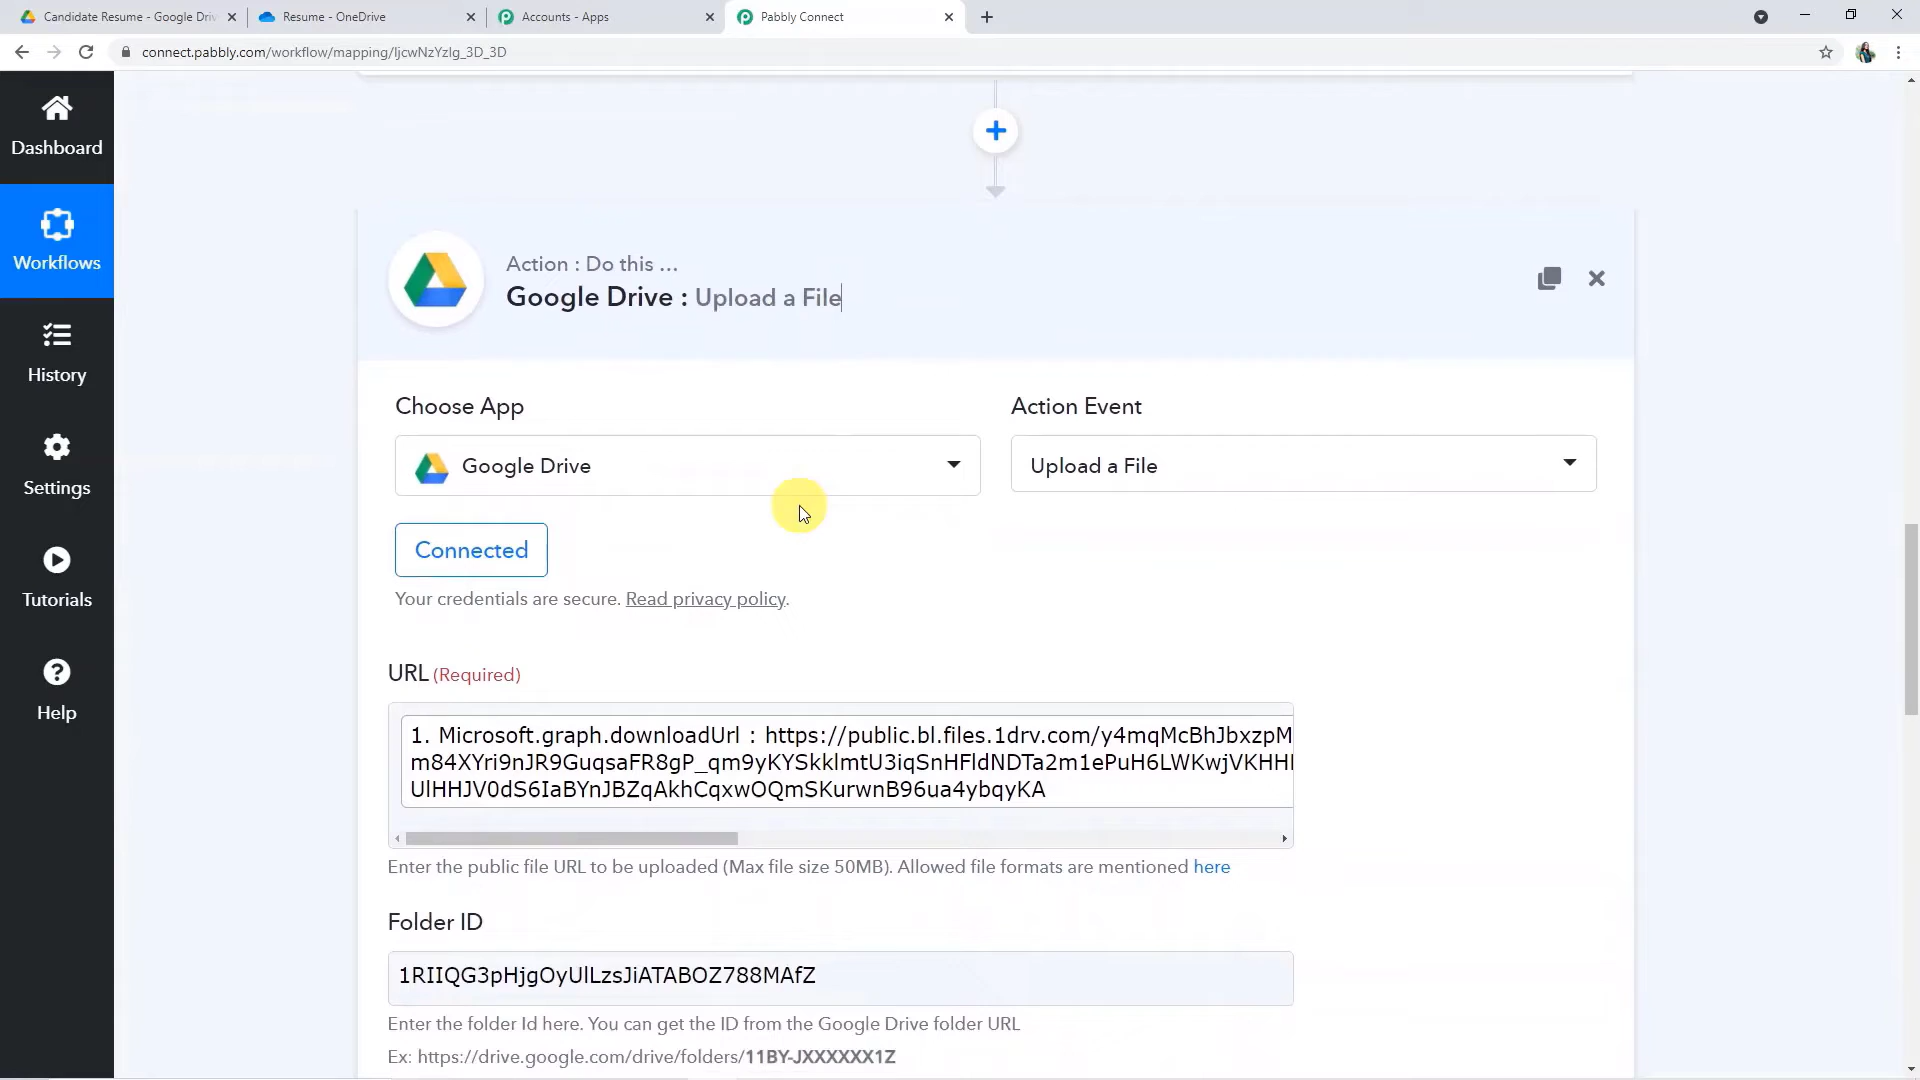 Candidate Resume - Google Driv
Resume - OneDrive
Accounts - Apps
Pabbly Connect
connect.pabbly.com/workflow/mapping/IjcwNzYzIg_3D_3D
Dashboard
Workflows
History
Settings
Tutorials
Help
Action : Do this ...
Google Drive : Upload a File
Choose App
Action Event
Google Drive
Upload a File
Connected
Your credentials are secure. Read privacy policy.
URL (Required)
1. Microsoft.graph.downloadUrl : https://public.bl.files.1drv.com/y4mqMcBhJbxzpM
m84XYri9nJR9GuqsaFR8gP_qm9yKYSkklmtU3iqSnHFldNDTa2m1ePuH6LWKwjVKHHI
UlHHJV0dS6IaBYnJBZqAkhCqxwOQmSKurwnB96ua4ybqyKA
Enter the public file URL to be uploaded (Max file size 50MB). Allowed file formats are mentioned here
Folder ID
1RIIQG3pHjgOyUlLzsJiATABOZ788MAfZ
Enter the folder Id here. You can get the ID from the Google Drive folder URL
Ex: https://drive.google.com/drive/folders/11BY-JXXXXXX1Z